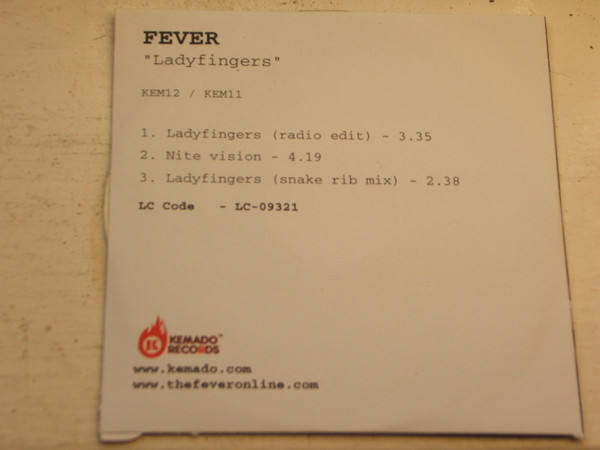 FEVER
"Ladyfingers"
KEM12 / KEM11
1. Ladyfingers (radio edit) - 3.35
2. Nite vision - 4.19
3. Ladyfingers (snake rib mix) - 2.38
LC Code - LC-09321
KEMADO™
RECORDS
www.kemado.com
www.thefeveronline.com